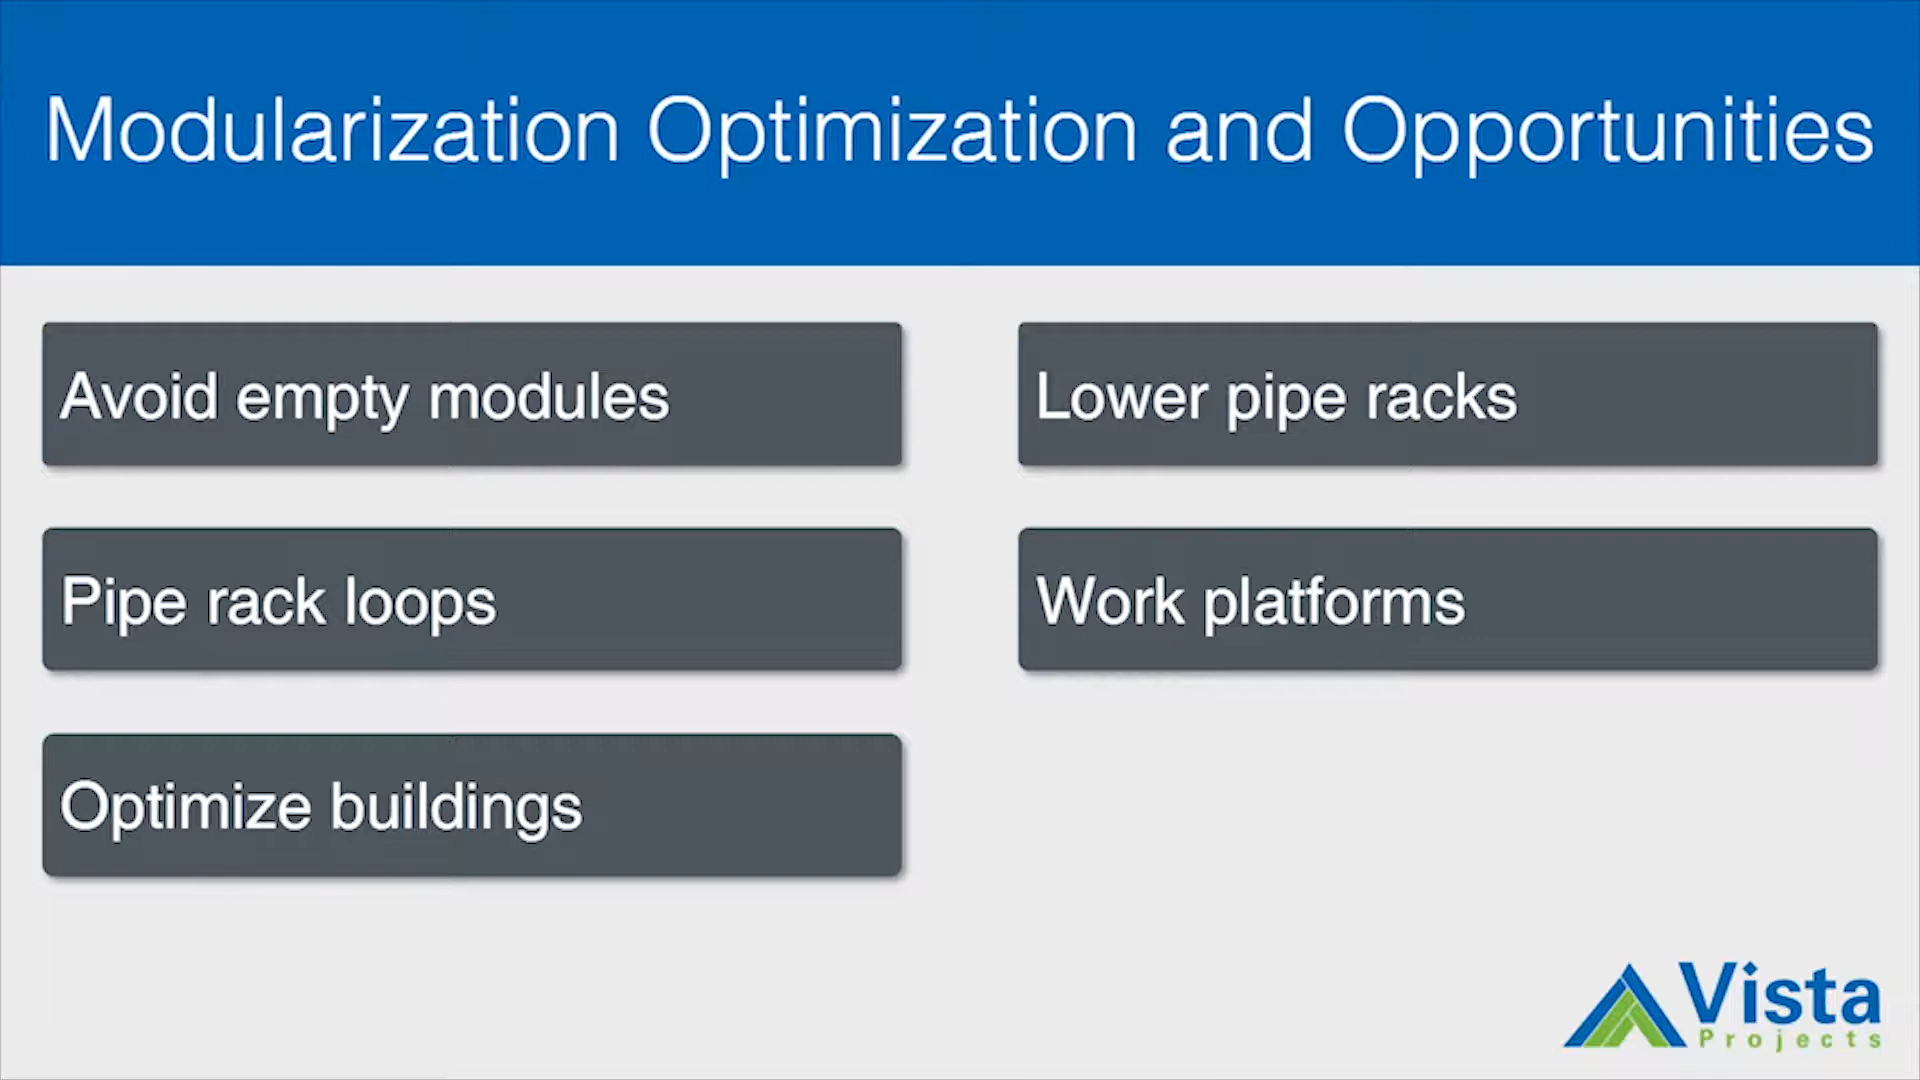 Modularization Optimization and Opportunities
Avoid empty modules
Lower pipe racks
Pipe rack loops
Work platforms
Optimize buildings
Vista
Projects